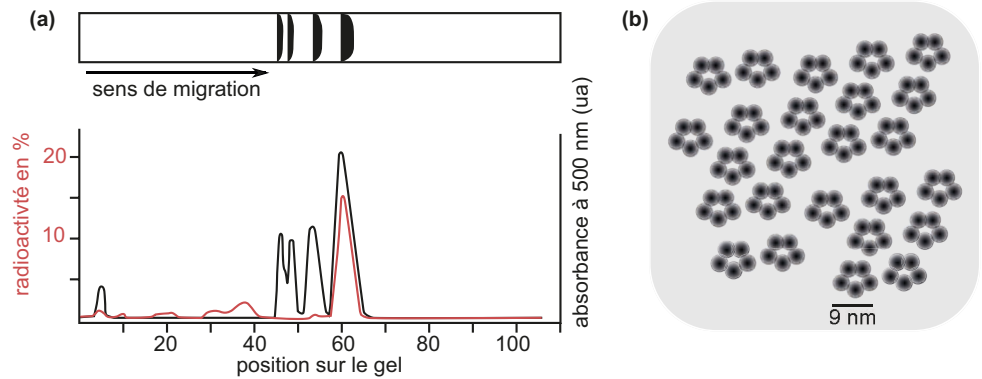 (a)
sens de migration
radioactivté en %
20
10
absorbance à 500 nm (ua)
20 40 60 80 100
position sur le gel
(b)
9 nm